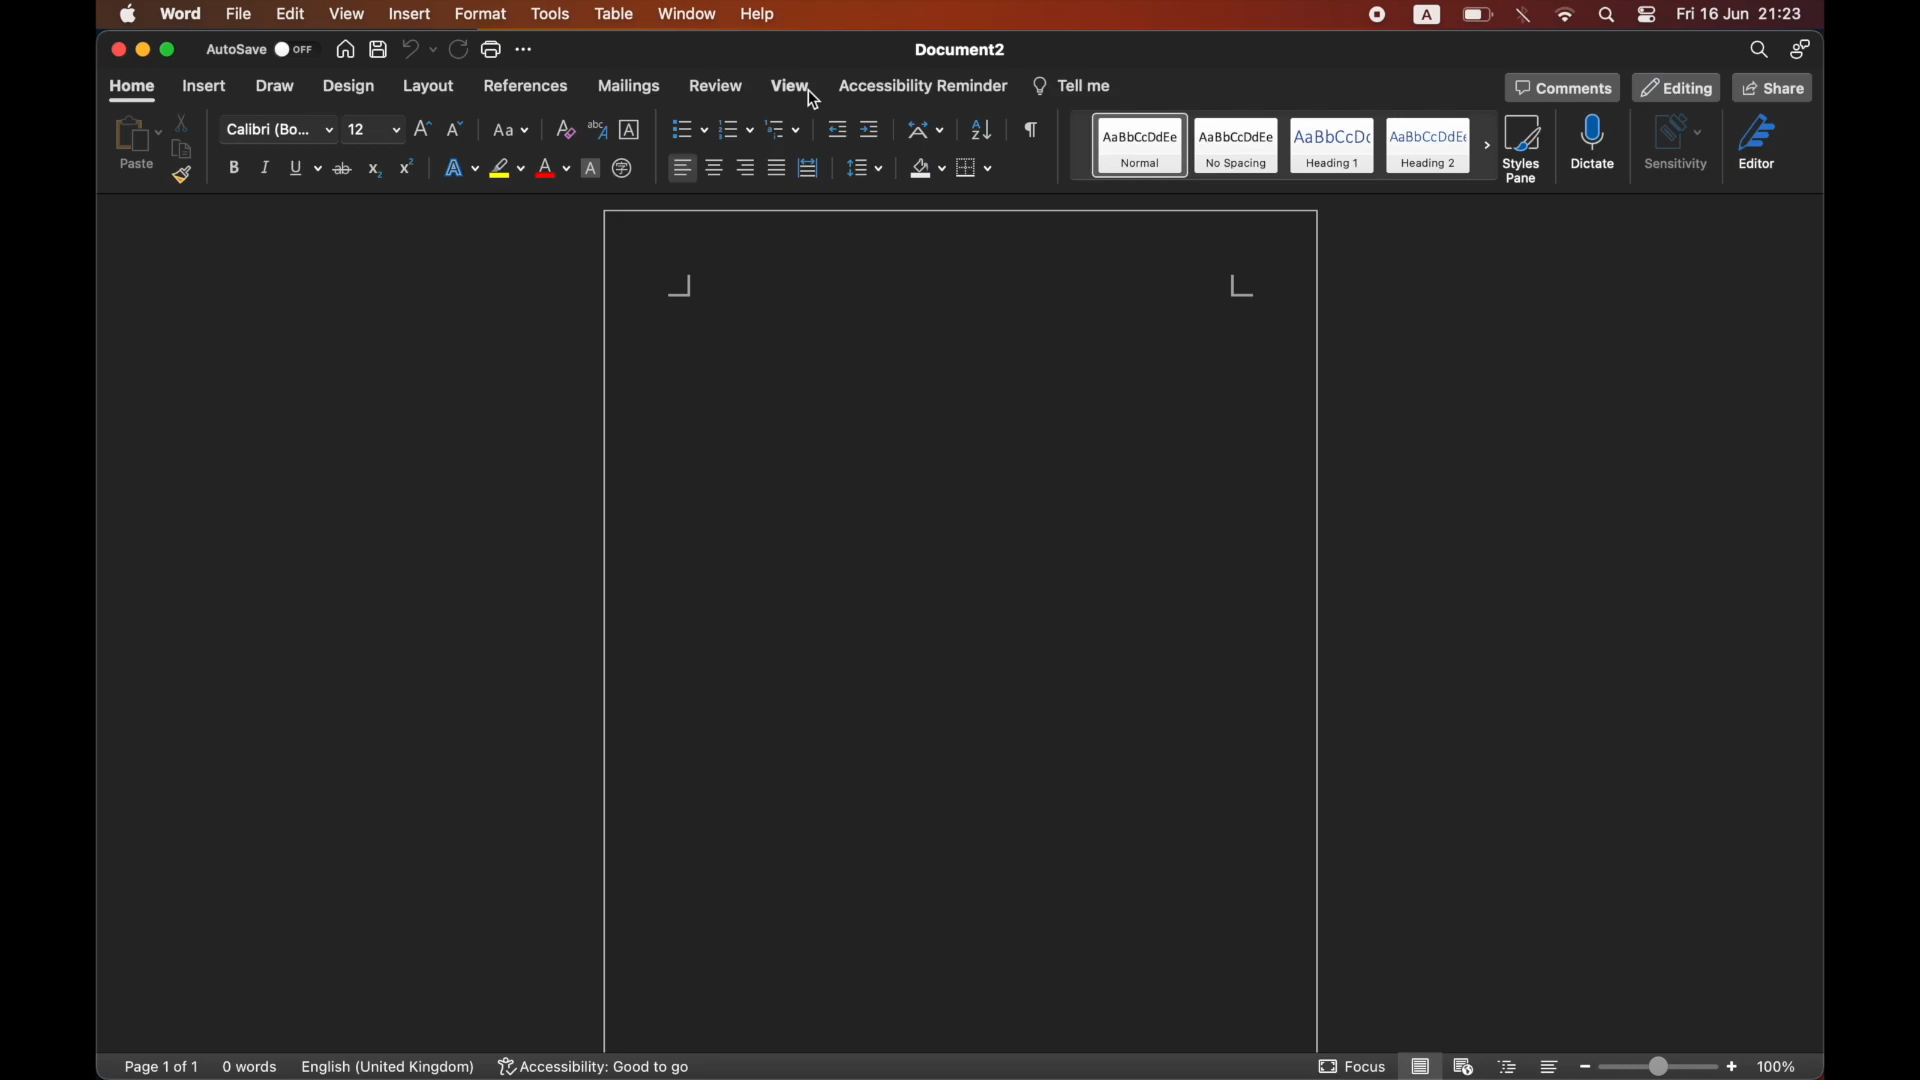 Word File Edit View Insert Format Tools Table Window Help A Fri 16 Jun 21:23
AutoSave OFF Document2
Home Insert Draw Design Layout References Mailings Review View Accessibility Reminder Tell me Comments Editing Share
Paste
Calibri (Bo... 12 Aa
AaBbCcDdEe
Normal
AaBbCcDdEe
No Spacing
AaBbCcDc
Heading 1
AaBbCcDdEe
Heading 2
Styles
Pane
Dictate
Sensitivity
Editor
Page 1 of 1 0 words English (United Kingdom) Accessibility: Good to go Focus 100%